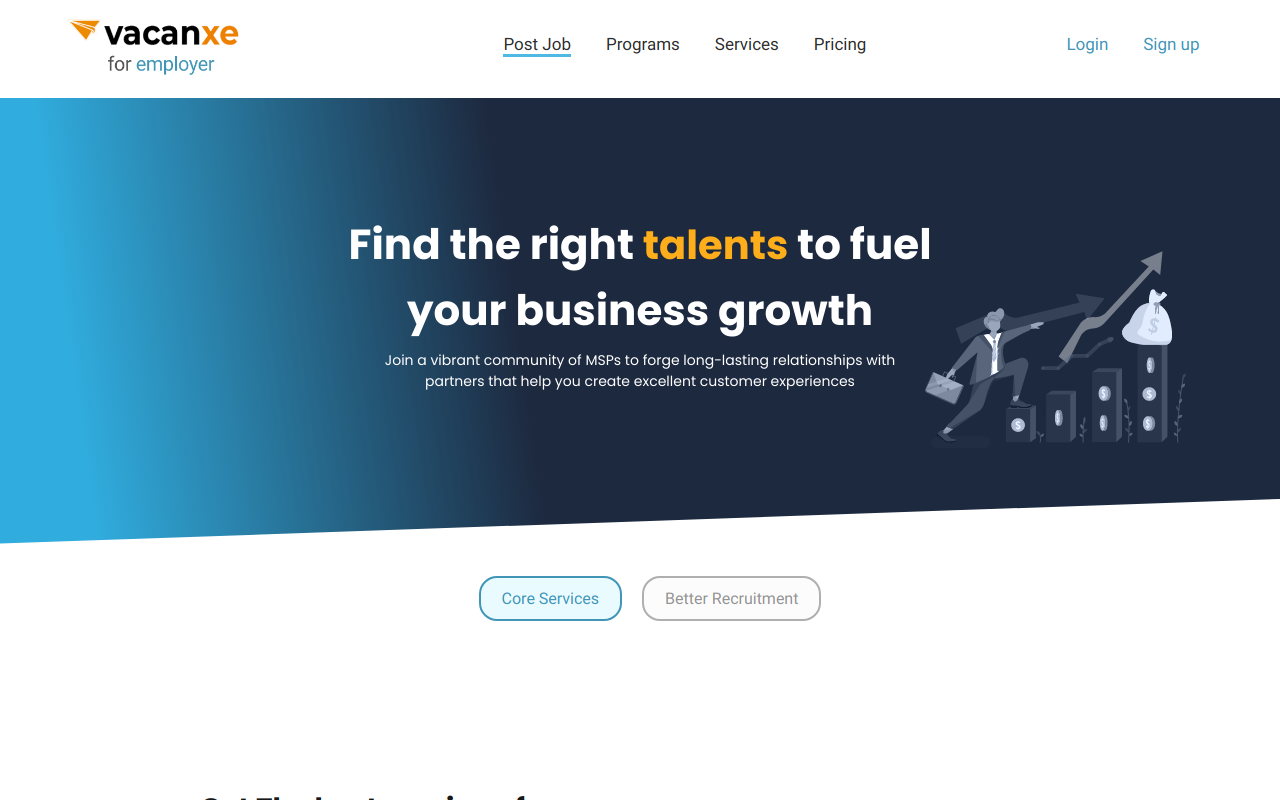 vacanxe
for employer
Post Job Programs Services Pricing Login Sign up
Find the right talents to fuel
your business growth
Join a vibrant community of MSPs to forge long-lasting relationships with
partners that help you create excellent customer experiences
Core Services Better Recruitment